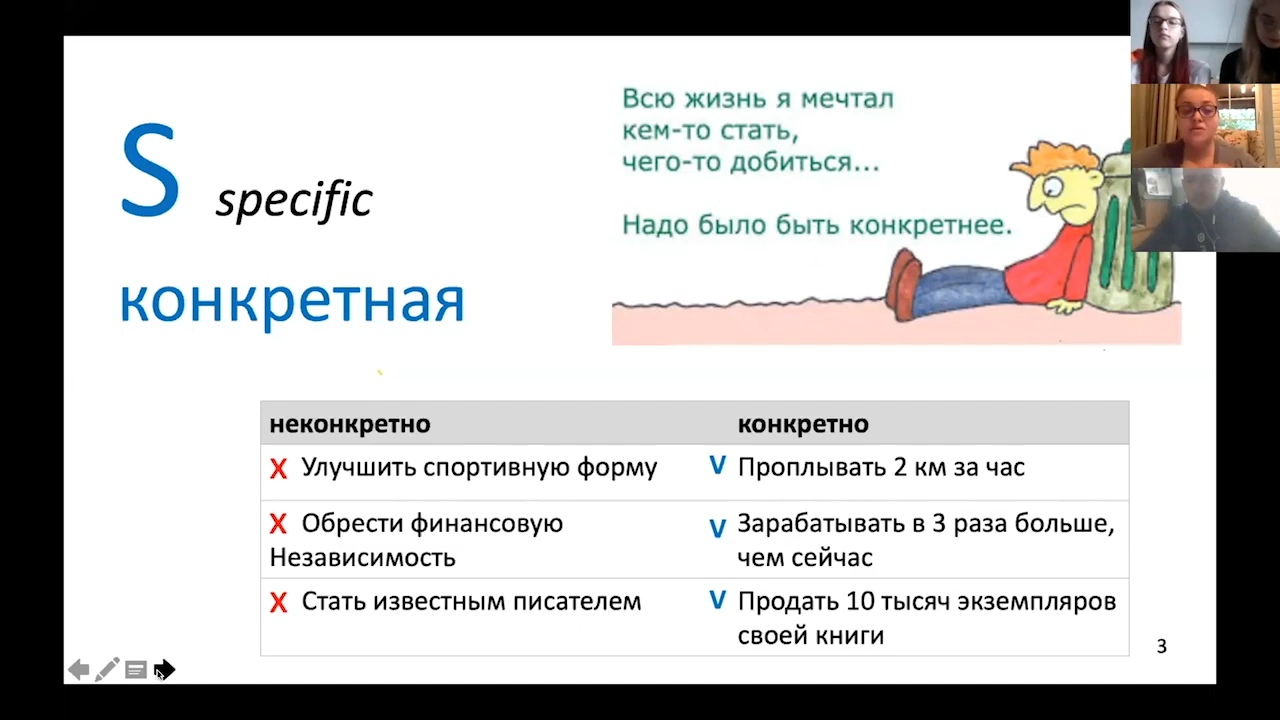 S specific
конкретная
Всю жизнь я мечтал
кем-то стать,
чего-то добиться...
Надо было быть конкретнее.
неконкретно конкретно
X Улучшить спортивную форму V Проплывать 2 км за час
X Обрести финансовую
Независимость
V Зарабатывать в 3 раза больше,
чем сейчас
X Стать известным писателем
V Продать 10 тысяч экземпляров
своей книги
3